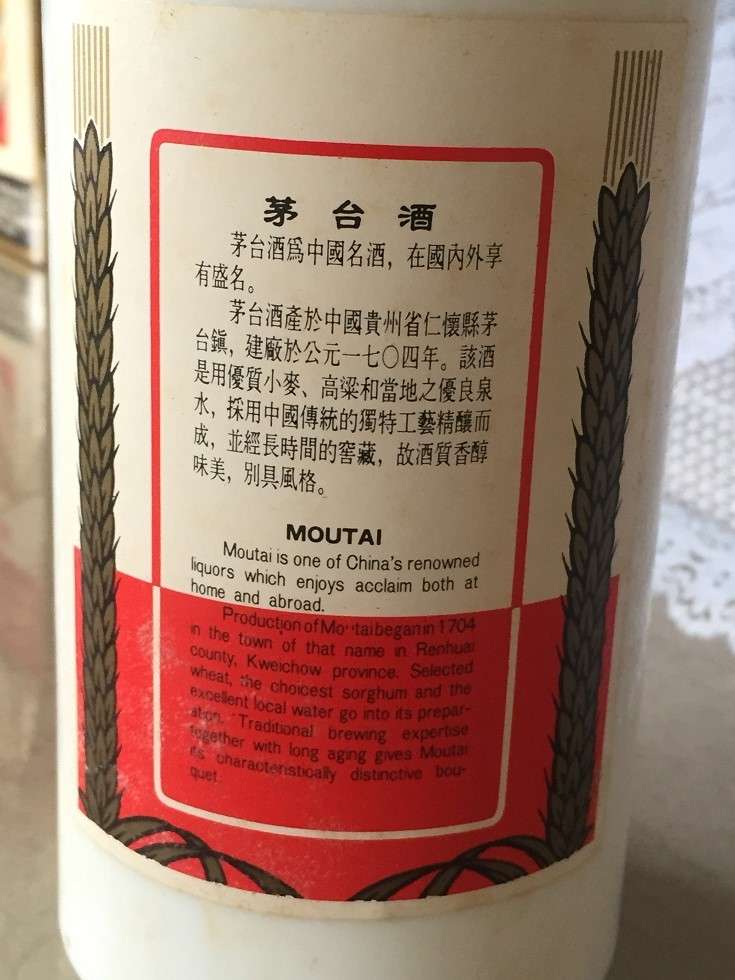 茅台酒
茅台酒爲中國名酒，在國內外享
有盛名。
茅台酒產於中國貴州省仁懷縣茅
台鎭，建廠於公元一七〇四年。該酒
是用優質小麥、高粱和當地之優良泉
水，採用中國傳統的獨特工藝精釀而
成，並經長時間的窖藏，故酒質香醇
味美，別具風格。
MOUTAI
Moutai is one of China's renowned
liquors which enjoys acclaim both at
home and abroad.
Production of Moutai began in 1704
in the town of that name in Renhuai
county, Kweichow province. Selected
wheat, the choicest sorghum and the
excellent local water go into its prepar-
ation. Traditional brewing expertise
together with long aging gives Moutai
its characteristically distinctive bou-
quet.